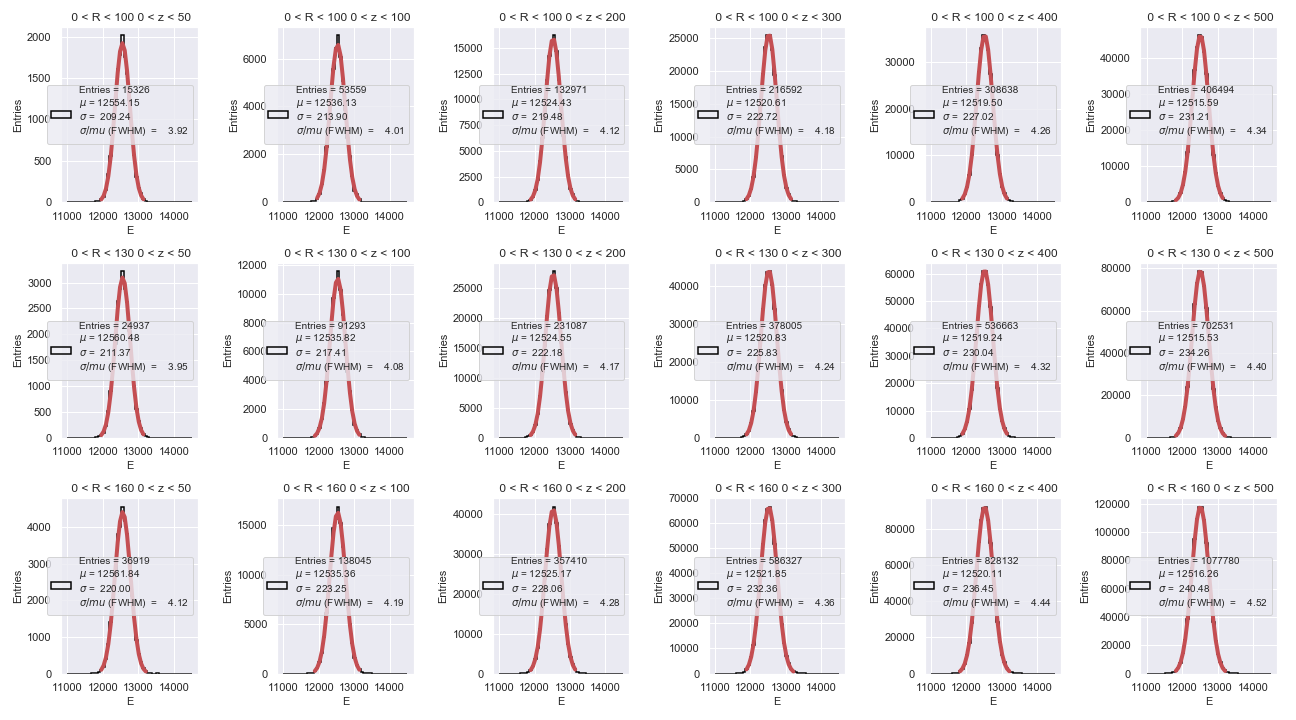 0 < R < 100 0 < z < 50
2000
1500
1000
500
0
Entries
Entries = 15326
μ = 12554.15
σ = 209.24
σ/mu (FWHM) = 3.92
11000 12000 13000 14000
E
0 < R < 100 0 < z < 100
6000
4000
2000
0
Entries
Entries = 53559
μ = 12536.13
σ = 213.90
σ/mu (FWHM) = 4.01
11000 12000 13000 14000
E
0 < R < 100 0 < z < 200
15000
12500
10000
7500
5000
2500
0
Entries
Entries = 132971
μ = 12524.43
σ = 219.48
σ/mu (FWHM) = 4.12
11000 12000 13000 14000
E
0 < R < 100 0 < z < 300
25000
20000
15000
10000
5000
0
Entries
Entries = 216592
μ = 12520.61
σ = 222.72
σ/mu (FWHM) = 4.18
11000 12000 13000 14000
E
0 < R < 100 0 < z < 400
30000
20000
10000
0
Entries
Entries = 308638
μ = 12519.50
σ = 227.02
σ/mu (FWHM) = 4.26
11000 12000 13000 14000
E
0 < R < 100 0 < z < 500
40000
30000
20000
10000
0
Entries
Entries = 406494
μ = 12515.59
σ = 231.21
σ/mu (FWHM) = 4.34
11000 12000 13000 14000
E
0 < R < 130 0 < z < 50
3000
2500
2000
1500
1000
500
0
Entries
Entries = 24937
μ = 12560.48
σ = 211.37
σ/mu (FWHM) = 3.95
11000 12000 13000 14000
E
0 < R < 130 0 < z < 100
12000
10000
8000
6000
4000
2000
0
Entries
Entries = 91293
μ = 12535.82
σ = 217.41
σ/mu (FWHM) = 4.08
11000 12000 13000 14000
E
0 < R < 130 0 < z < 200
25000
20000
15000
10000
5000
0
Entries
Entries = 231087
μ = 12524.55
σ = 222.18
σ/mu (FWHM) = 4.17
11000 12000 13000 14000
E
0 < R < 130 0 < z < 300
40000
30000
20000
10000
0
Entries
Entries = 378005
μ = 12520.83
σ = 225.83
σ/mu (FWHM) = 4.24
11000 12000 13000 14000
E
0 < R < 130 0 < z < 400
60000
50000
40000
30000
20000
10000
0
Entries
Entries = 536663
μ = 12519.24
σ = 230.04
σ/mu (FWHM) = 4.32
11000 12000 13000 14000
E
0 < R < 130 0 < z < 500
80000
60000
40000
20000
0
Entries
Entries = 702531
μ = 12515.53
σ = 234.26
σ/mu (FWHM) = 4.40
11000 12000 13000 14000
E
0 < R < 160 0 < z < 50
4000
3000
2000
1000
0
Entries
Entries = 36919
μ = 12561.84
σ = 220.00
σ/mu (FWHM) = 4.12
11000 12000 13000 14000
E
0 < R < 160 0 < z < 100
15000
10000
5000
0
Entries
Entries = 138045
μ = 12535.36
σ = 223.25
σ/mu (FWHM) = 4.19
11000 12000 13000 14000
E
0 < R < 160 0 < z < 200
40000
30000
20000
10000
0
Entries
Entries = 357410
μ = 12525.17
σ = 228.06
σ/mu (FWHM) = 4.28
11000 12000 13000 14000
E
0 < R < 160 0 < z < 300
70000
60000
50000
40000
30000
20000
10000
0
Entries
Entries = 586327
μ = 12521.85
σ = 232.36
σ/mu (FWHM) = 4.36
11000 12000 13000 14000
E
0 < R < 160 0 < z < 400
80000
60000
40000
20000
0
Entries
Entries = 828132
μ = 12520.11
σ = 236.45
σ/mu (FWHM) = 4.44
11000 12000 13000 14000
E
0 < R < 160 0 < z < 500
120000
100000
80000
60000
40000
20000
0
Entries
Entries = 1077780
μ = 12516.26
σ = 240.48
σ/mu (FWHM) = 4.52
11000 12000 13000 14000
E